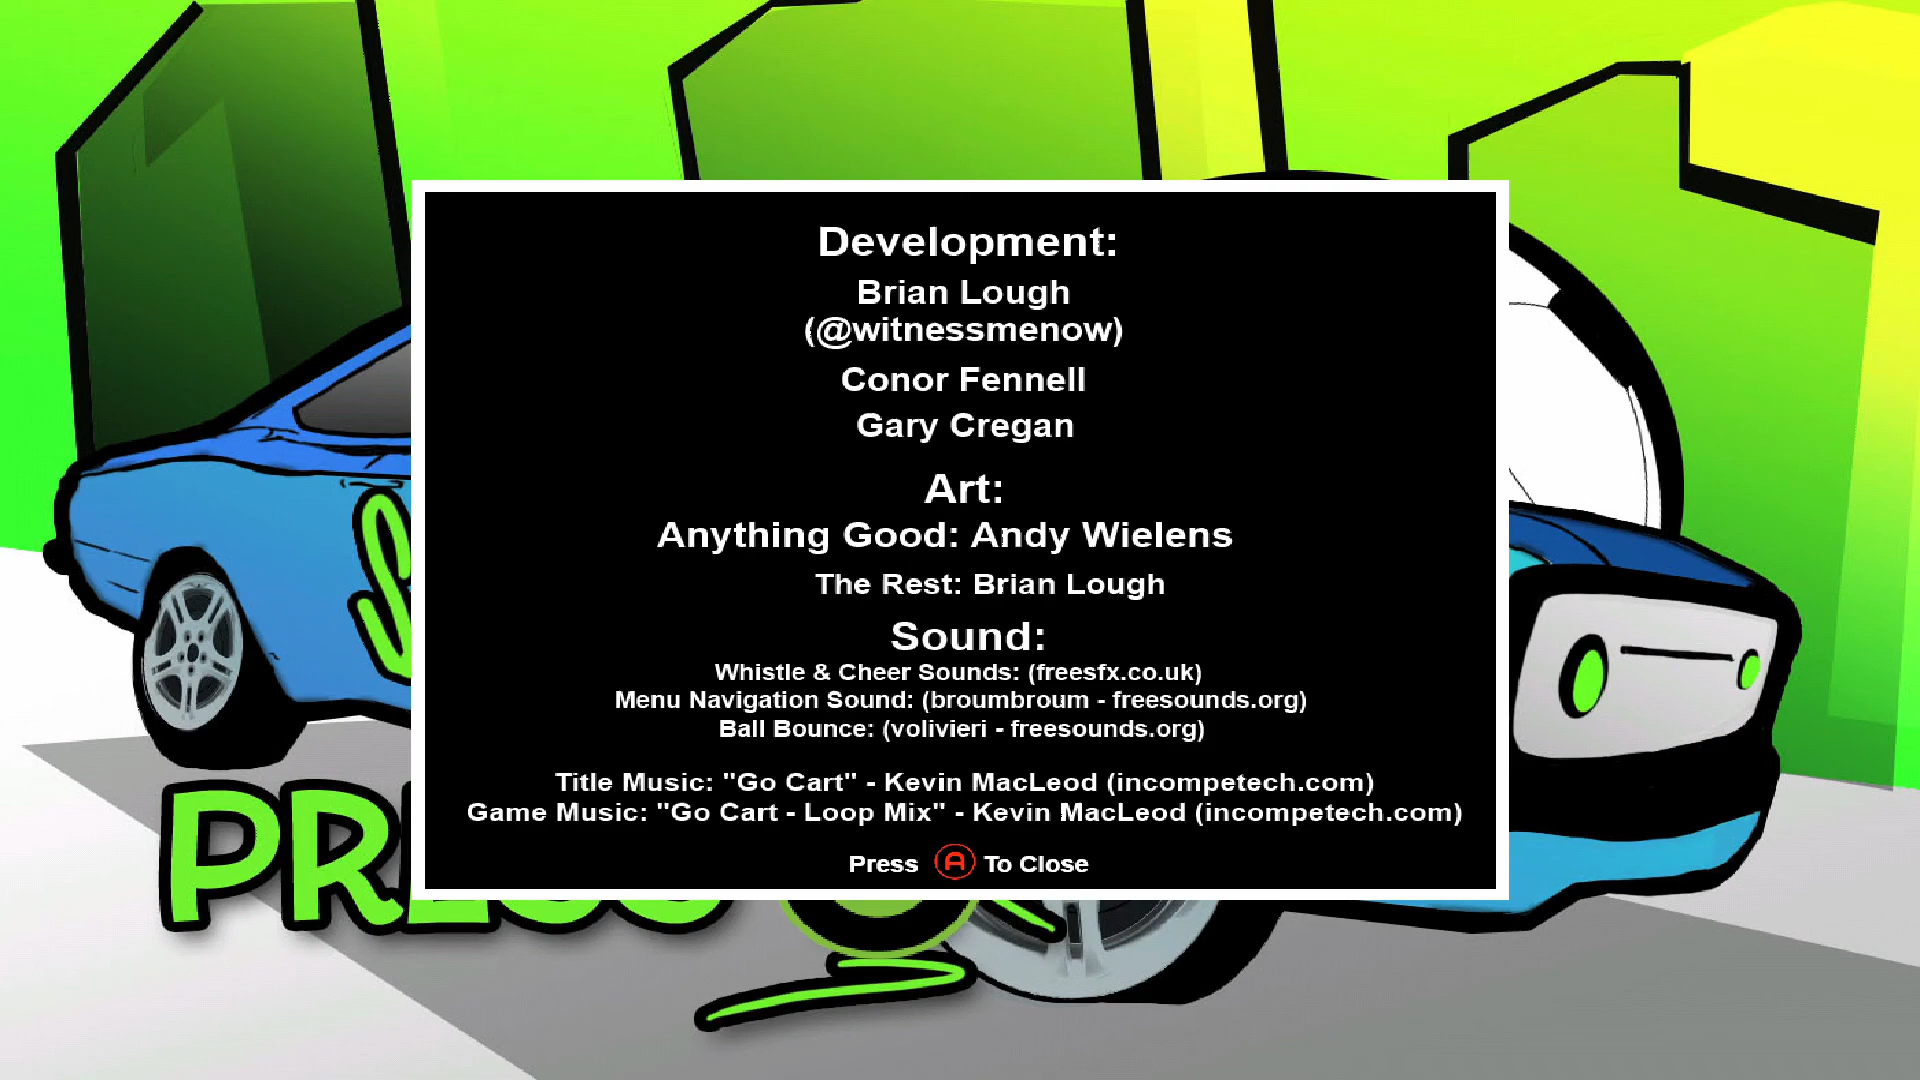 Development:
Brian Lough
(@witnessmenow)
Conor Fennell
Gary Cregan
Art:
Anything Good: Andy Wielens
The Rest: Brian Lough
Sound:
Whistle & Cheer Sounds: (freesfx.co.uk)
Menu Navigation Sound: (broumbroum - freesounds.org)
Ball Bounce: (volivieri - freesounds.org)
Title Music: "Go Cart" - Kevin MacLeod (incompetech.com)
Game Music: "Go Cart - Loop Mix" - Kevin MacLeod (incompetech.com)
Press A To Close
PRESS